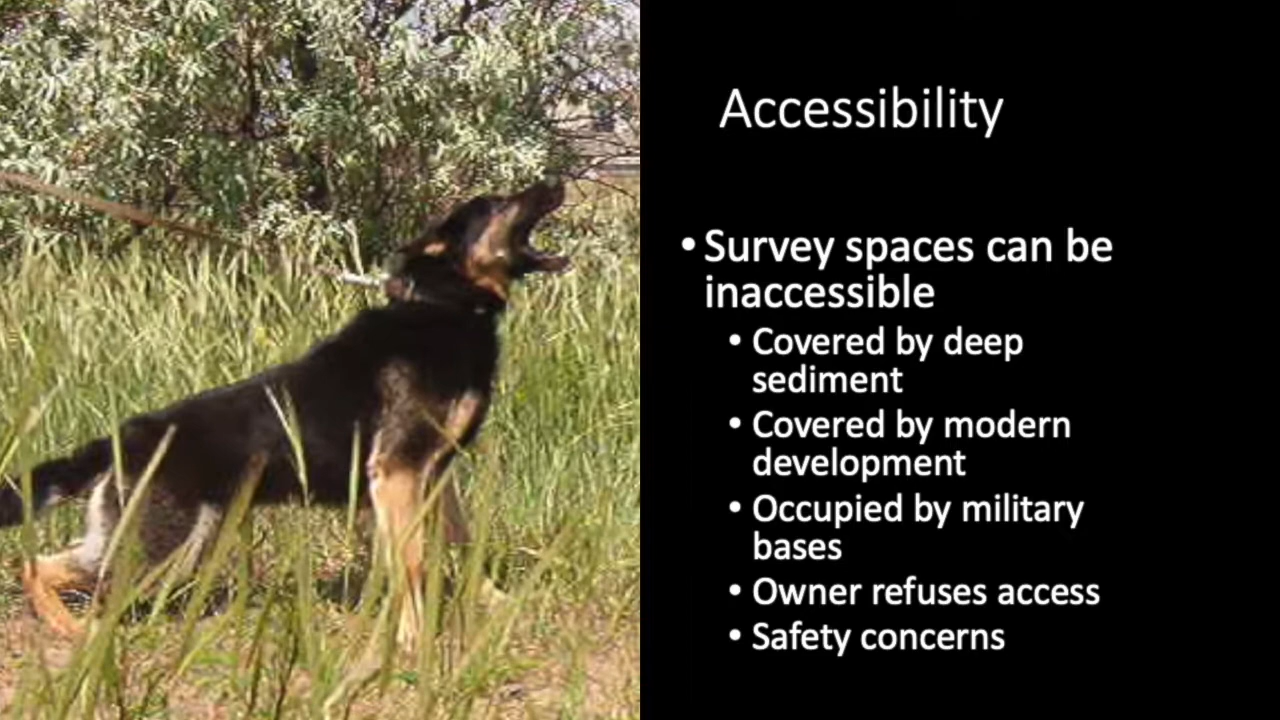 Accessibility
• Survey spaces can be
inaccessible
• Covered by deep
sediment
• Covered by modern
development
• Occupied by military
bases
• Owner refuses access
• Safety concerns